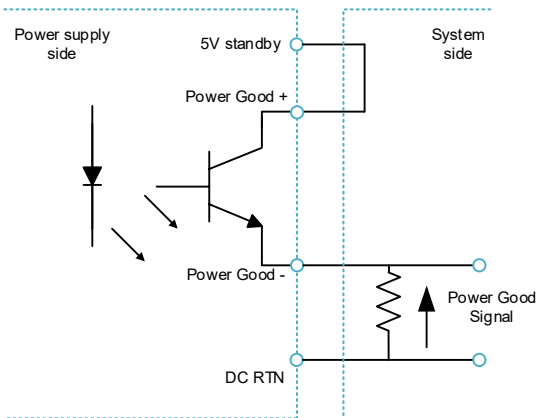 Power supply
side
5V standby
System
side
Power Good +
Power Good -
Power Good
Signal
DC RTN